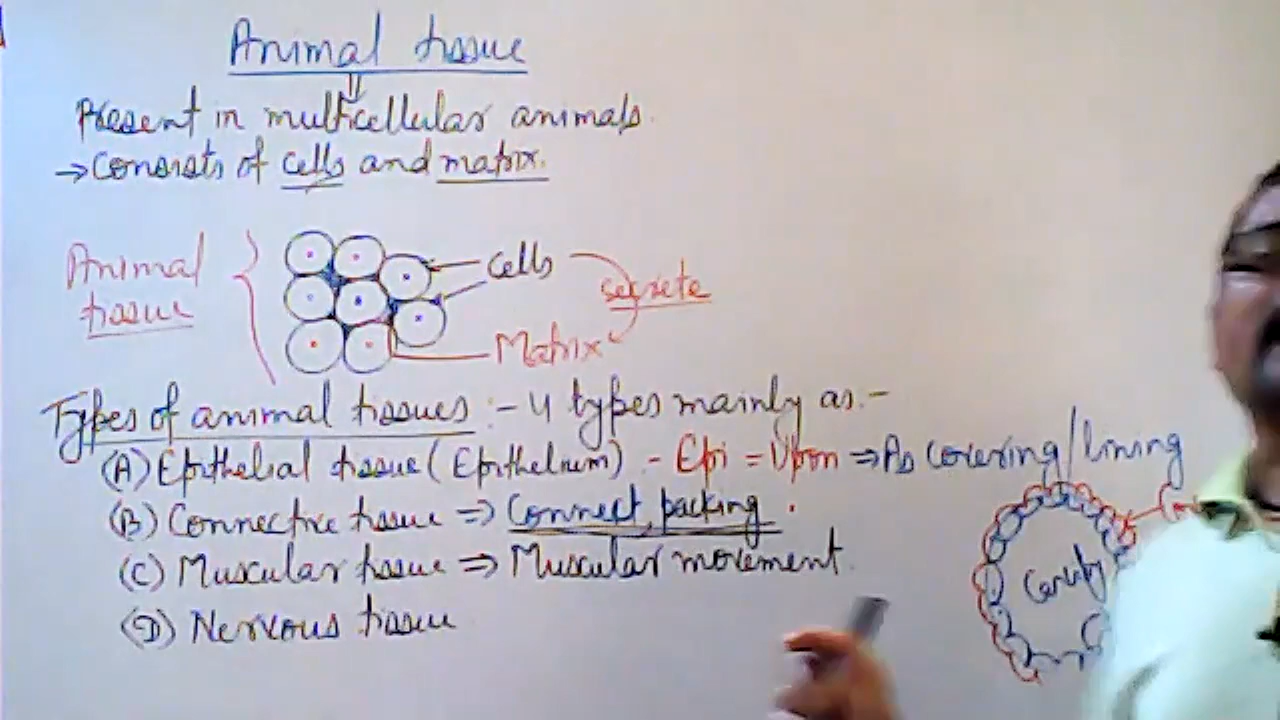 Animal tissue
Present in multicellular animals.
→ Consists of cells and matrix.
Animal tissue
cells
secrete
Matrix
Types of animal tissues :- 4 types mainly as :-
(A) Epithelial tissue (Epithelium) - Epi = Upon ⇒ As covering/lining
(B) Connective tissue ⇒ Connect, packing.
(C) Muscular tissue ⇒ Muscular movement.
(D) Nervous tissue
Cavity